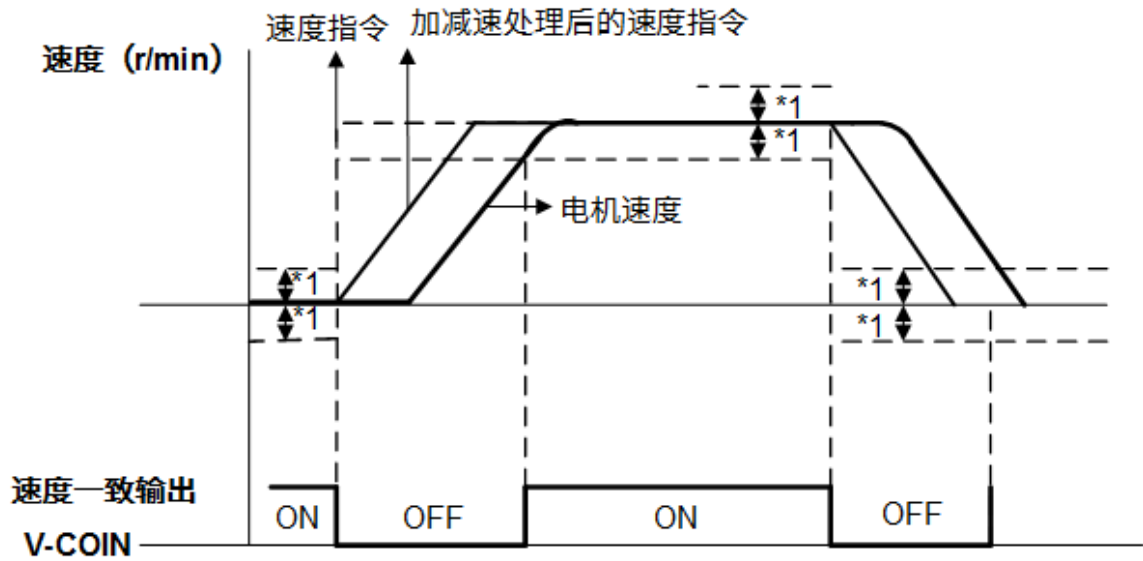 速度指令
加减速处理后的速度指令
速度（r/min）
*1
*1
电机速度
*1
*1
*1
*1
速度一致输出
ON
OFF
ON
OFF
V-COIN